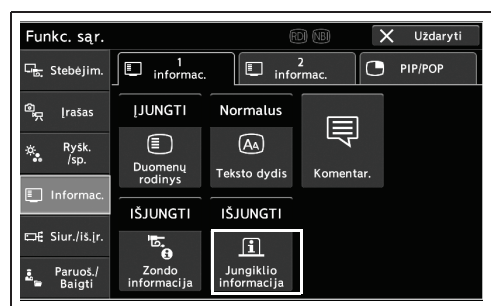 Funkc. sąr.
RDI NBI
Uždaryti
Stebėjim.
Įrašas
Ryšk.
/sp.
Informac.
Siur./iš.įr.
Paruoš./
Baigti
1
informac.
2
informac.
PIP/POP
ĮJUNGTI
Duomenų
rodinys
Normalus
AA
Teksto dydis
Komentar.
IŠJUNGTI
Zondo
informacija
IŠJUNGTI
Jungiklio
informacija